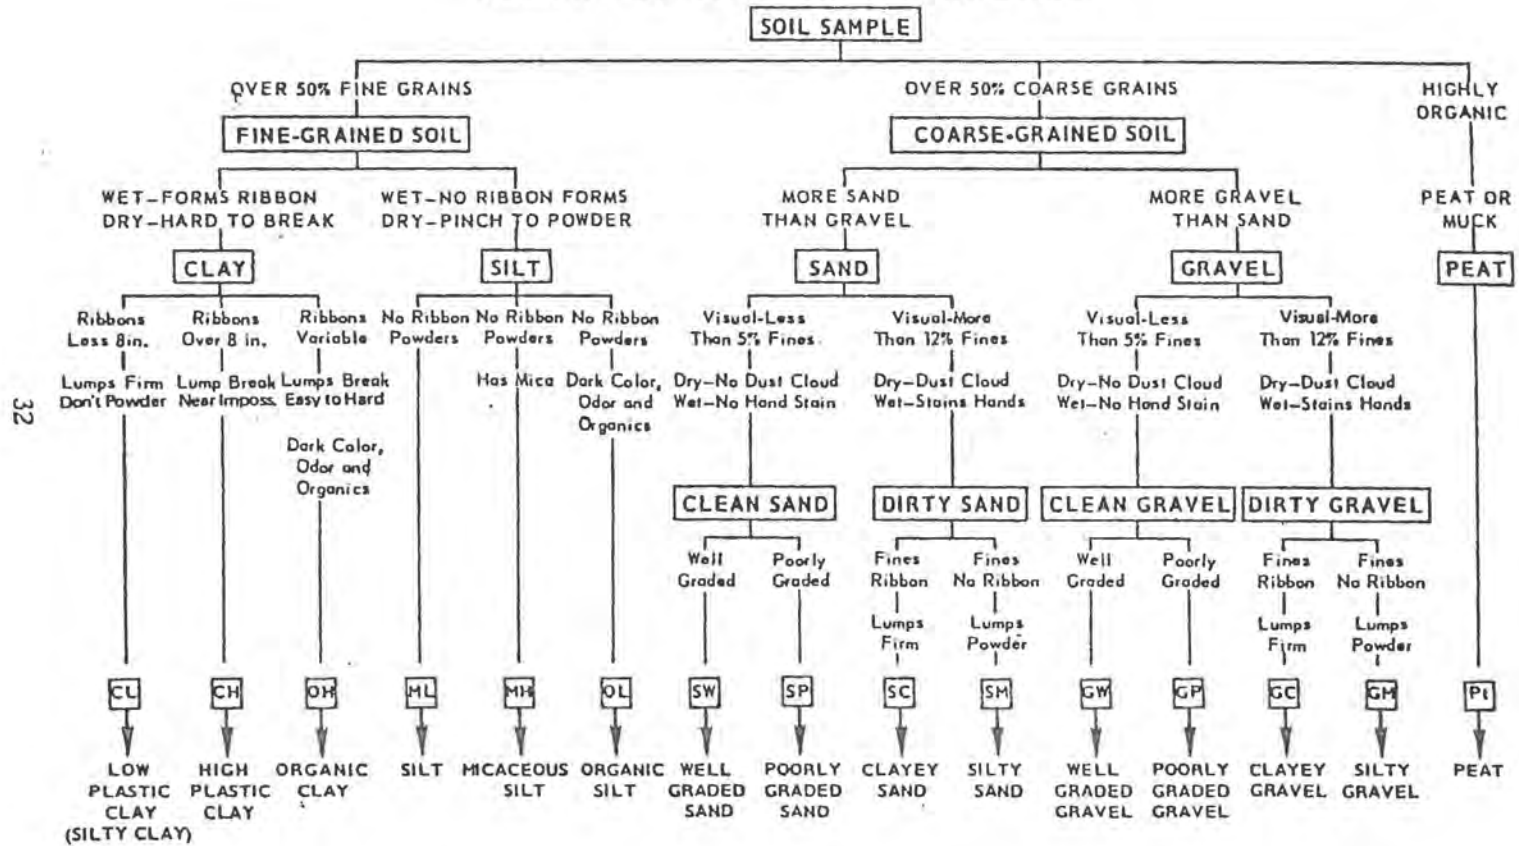 SOIL SAMPLE
OVER 50% FINE GRAINS
OVER 50% COARSE GRAINS
HIGHLY
ORGANIC
FINE-GRAINED SOIL
COARSE-GRAINED SOIL
WET-FORMS RIBBON
DRY-HARD TO BREAK
WET-NO RIBBON FORMS
DRY-PINCH TO POWDER
MORE SAND
THAN GRAVEL
MORE GRAVEL
THAN SAND
PEAT OR
MUCK
CLAY
SILT
SAND
GRAVEL
PEAT
Ribbons
Less 8in.
Lumps Firm
Don't Powder
Ribbons
Over 8 in.
Lump Break
Near Imposs.
Ribbons
Variable
Lumps Break
Easy to Hard
Dark Color,
Odor and
Organics
No Ribbon
Powders
No Ribbon
Powders
Has Mica
No Ribbon
Powders
Dark Color,
Odor and
Organics
Visual-Less
Than 5% Fines
Dry-No Dust Cloud
Wet-No Hand Stain
Visual-More
Than 12% Fines
Dry-Dust Cloud
Wet-Stains Hands
Visual-Less
Than 5% Fines
Dry-No Dust Cloud
Wet-No Hand Stain
Visual-More
Than 12% Fines
Dry-Dust Cloud
Wet-Stains Hands
32
CLEAN SAND
DIRTY SAND
CLEAN GRAVEL
DIRTY GRAVEL
Well
Graded
Poorly
Graded
Fines
Ribbon
Lumps
Firm
Fines
No Ribbon
Lumps
Powder
Well
Graded
Poorly
Graded
Fines
Ribbon
Lumps
Firm
Fines
No Ribbon
Lumps
Powder
CL
CH
OH
ML
MH
OL
SW
SP
SC
SM
GW
GP
GC
GM
Pt
LOW
PLASTIC
CLAY
(SILTY CLAY)
HIGH
PLASTIC
CLAY
ORGANIC
CLAY
SILT
MICACEOUS
SILT
ORGANIC
SILT
WELL
GRADED
SAND
POORLY
GRADED
SAND
CLAYEY
SAND
SILTY
SAND
WELL
GRADED
GRAVEL
POORLY
GRADED
GRAVEL
CLAYEY
GRAVEL
SILTY
GRAVEL
PEAT